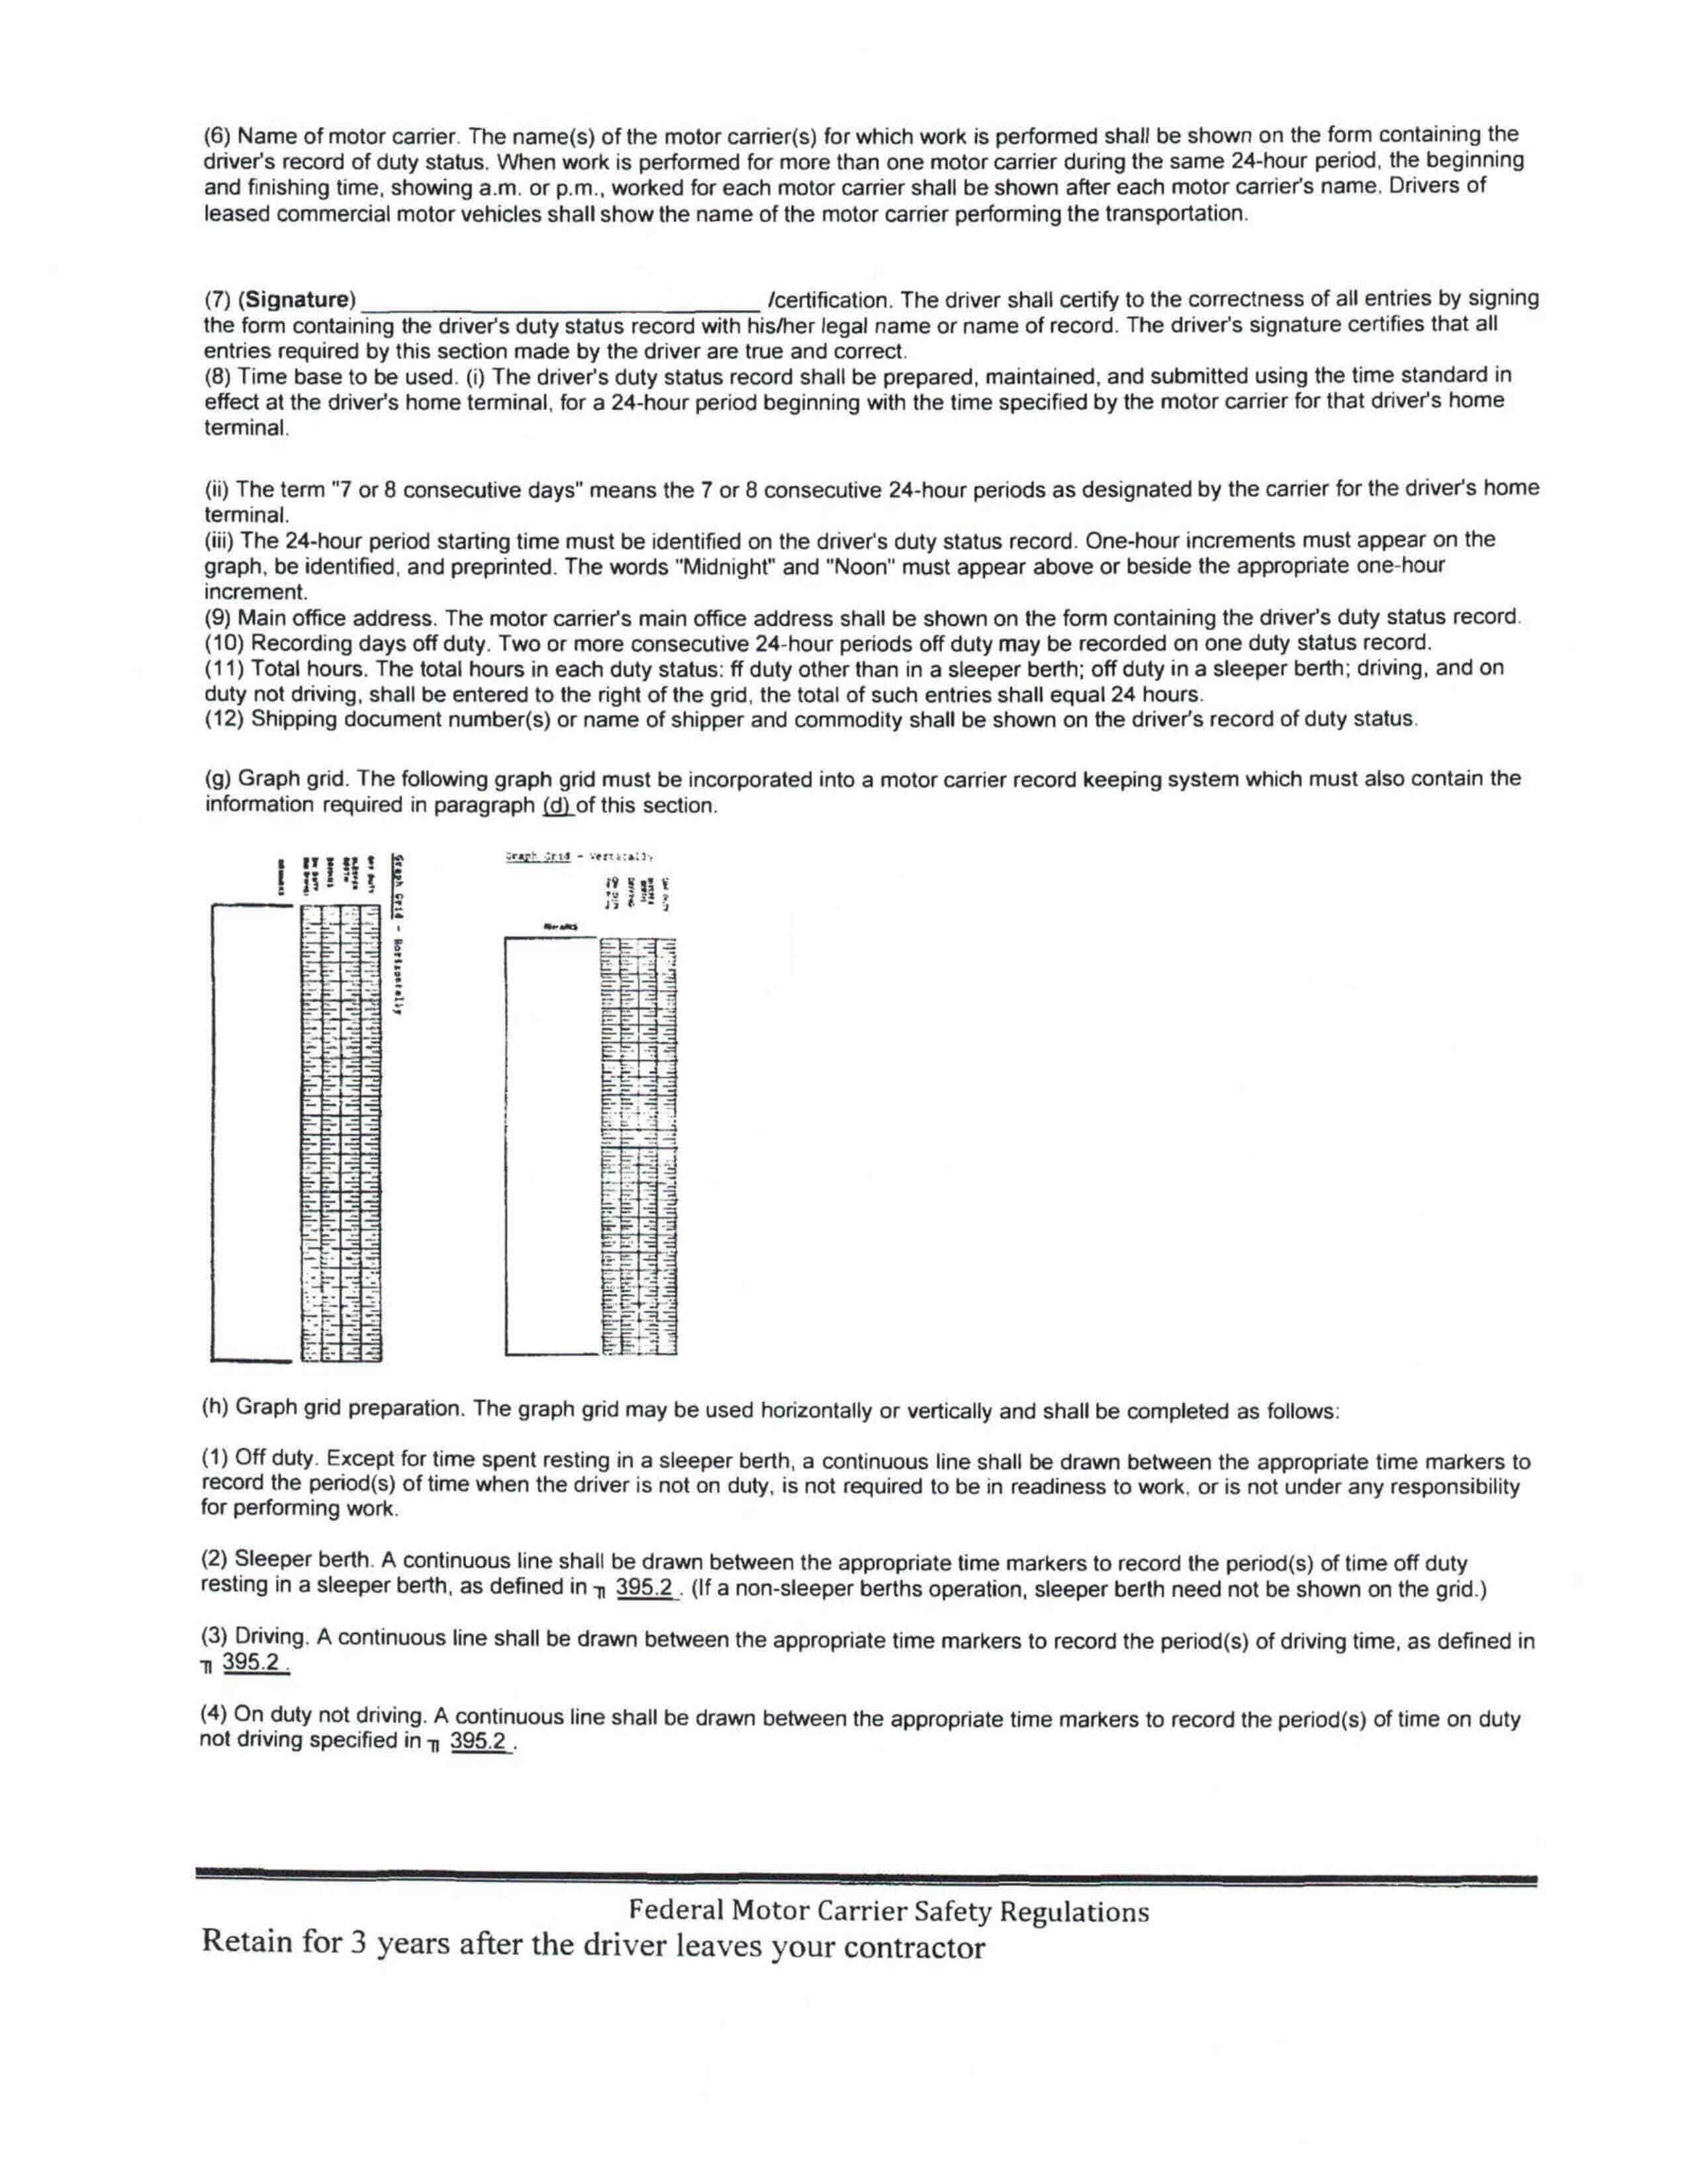 (6) Name of motor carrier. The name(s) of the motor carrier(s) for which work is performed shall be shown on the form containing the
driver's record of duty status. When work is performed for more than one motor carrier during the same 24-hour period, the beginning
and finishing time, showing a.m. or p.m., worked for each motor carrier shall be shown after each motor carrier's name. Drivers of
leased commercial motor vehicles shall show the name of the motor carrier performing the transportation.
(7) (Signature) ______________________________ /certification. The driver shall certify to the correctness of all entries by signing
the form containing the driver's duty status record with his/her legal name or name of record. The driver's signature certifies that all
entries required by this section made by the driver are true and correct.
(8) Time base to be used. (i) The driver's duty status record shall be prepared, maintained, and submitted using the time standard in
effect at the driver's home terminal, for a 24-hour period beginning with the time specified by the motor carrier for that driver's home
terminal.
(ii) The term "7 or 8 consecutive days" means the 7 or 8 consecutive 24-hour periods as designated by the carrier for the driver's home
terminal.
(iii) The 24-hour period starting time must be identified on the driver's duty status record. One-hour increments must appear on the
graph, be identified, and preprinted. The words "Midnight" and "Noon" must appear above or beside the appropriate one-hour
increment.
(9) Main office address. The motor carrier's main office address shall be shown on the form containing the driver's duty status record.
(10) Recording days off duty. Two or more consecutive 24-hour periods off duty may be recorded on one duty status record.
(11) Total hours. The total hours in each duty status: ff duty other than in a sleeper berth; off duty in a sleeper berth; driving, and on
duty not driving, shall be entered to the right of the grid, the total of such entries shall equal 24 hours.
(12) Shipping document number(s) or name of shipper and commodity shall be shown on the driver's record of duty status.
(g) Graph grid. The following graph grid must be incorporated into a motor carrier record keeping system which must also contain the
information required in paragraph (d) of this section.
Graph Grid - Horizontally
Graph Grid - Vertically
(h) Graph grid preparation. The graph grid may be used horizontally or vertically and shall be completed as follows:
(1) Off duty. Except for time spent resting in a sleeper berth, a continuous line shall be drawn between the appropriate time markers to
record the period(s) of time when the driver is not on duty, is not required to be in readiness to work, or is not under any responsibility
for performing work.
(2) Sleeper berth. A continuous line shall be drawn between the appropriate time markers to record the period(s) of time off duty
resting in a sleeper berth, as defined in ╖ 395.2 . (If a non-sleeper berths operation, sleeper berth need not be shown on the grid.)
(3) Driving. A continuous line shall be drawn between the appropriate time markers to record the period(s) of driving time, as defined in
╖ 395.2 .
(4) On duty not driving. A continuous line shall be drawn between the appropriate time markers to record the period(s) of time on duty
not driving specified in ╖ 395.2 .
Federal Motor Carrier Safety Regulations
Retain for 3 years after the driver leaves your contractor